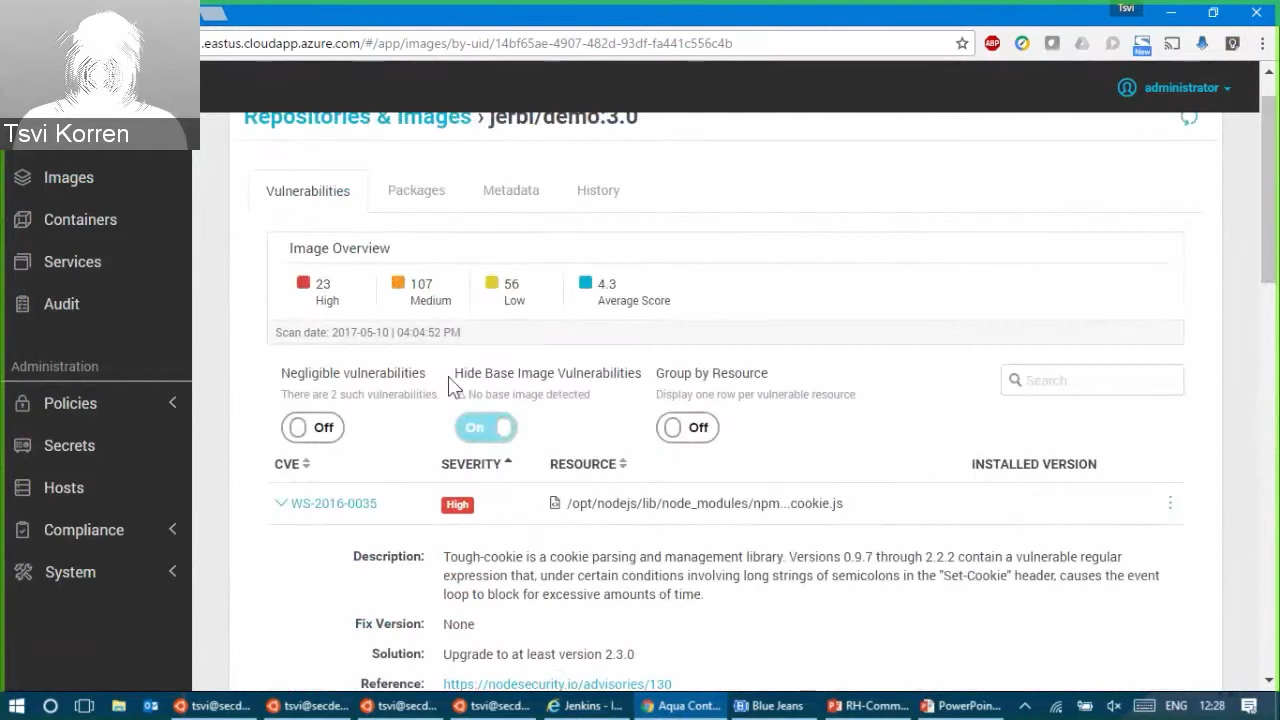 Tsvi
.eastus.cloudapp.azure.com/#/app/images/by-uid/14bf65ae-4907-482d-93df-fa441c556c4b
ABP
New
administrator
Tsvi Korren
Repositories & Images › jerbi/demo:3.0
Images
Containers
Services
Audit
Administration
Policies
Secrets
Hosts
Compliance
System
Vulnerabilities Packages Metadata History
Image Overview
23 107 56 4.3
High Medium Low Average Score
Scan date: 2017-05-10 | 04:04:52 PM
Negligible vulnerabilities Hide Base Image Vulnerabilities Group by Resource
There are 2 such vulnerabilities. No base image detected Display one row per vulnerable resource
Search...
Off On Off
CVE SEVERITY RESOURCE INSTALLED VERSION
WS-2016-0035 High /opt/nodejs/lib/node_modules/npm...cookie.js
Description: Tough-cookie is a cookie parsing and management library. Versions 0.9.7 through 2.2.2 contain a vulnerable regular
expression that, under certain conditions involving long strings of semicolons in the "Set-Cookie" header, causes the event
loop to block for excessive amounts of time.
Fix Version: None
Solution: Upgrade to at least version 2.3.0
Reference: https://nodesecurity.io/advisories/130
tsvi@secd... tsvi@secde... tsvi@secd... Jenkins - I... Aqua Cont... Blue Jeans RH-Comm... PowerPoin... ENG 12:28